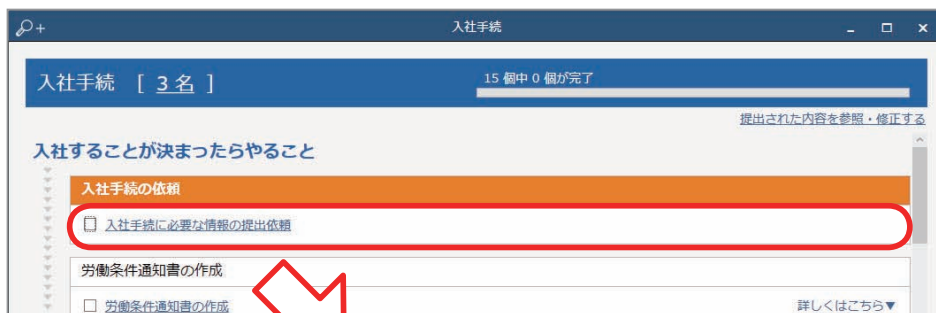 入社手続
入社手続 [ 3名 ]
15 個中 0 個が完了
提出された内容を参照・修正する
入社することが決まったらやること
入社手続の依頼
入社手続に必要な情報の提出依頼
労働条件通知書の作成
労働条件通知書の作成 詳しくはこちら▼